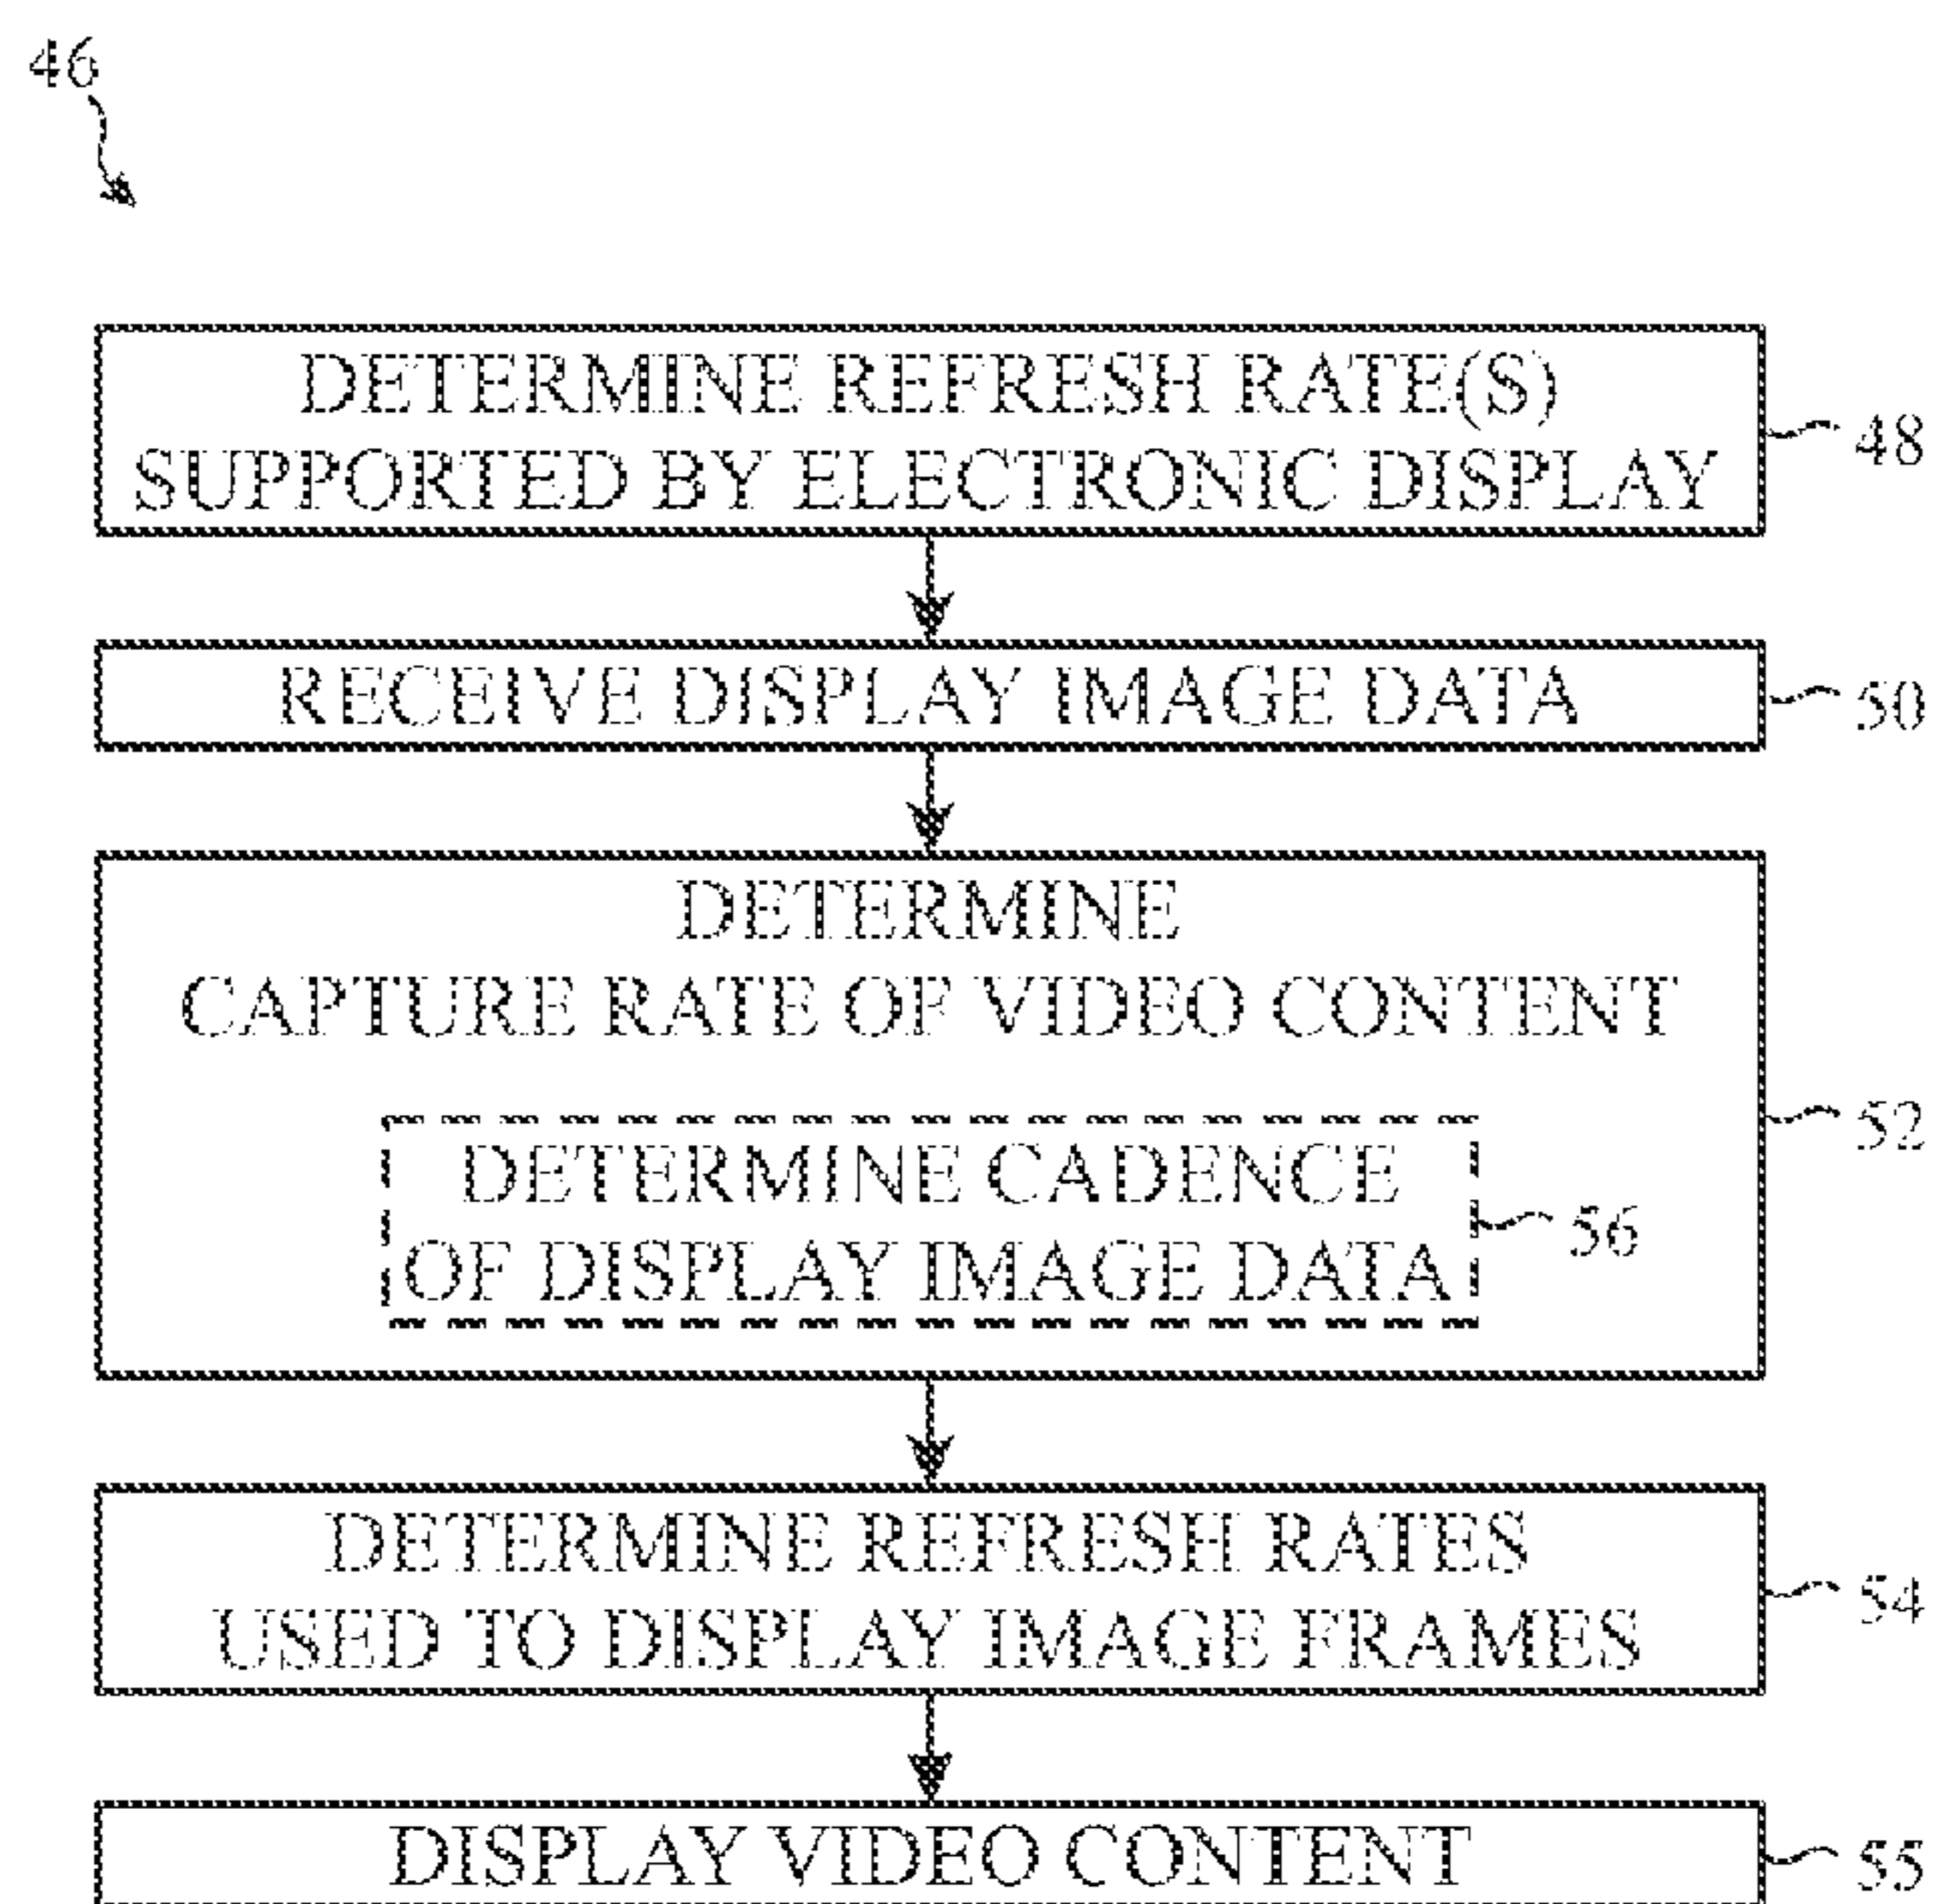 46
DETERMINE REFRESH RATE(S)
SUPPORTED BY ELECTRONIC DISPLAY
48
RECEIVE DISPLAY IMAGE DATA
50
DETERMINE
CAPTURE RATE OF VIDEO CONTENT
52
DETERMINE CADENCE
OF DISPLAY IMAGE DATA
56
DETERMINE REFRESH RATES
USED TO DISPLAY IMAGE FRAMES
54
DISPLAY VIDEO CONTENT
55